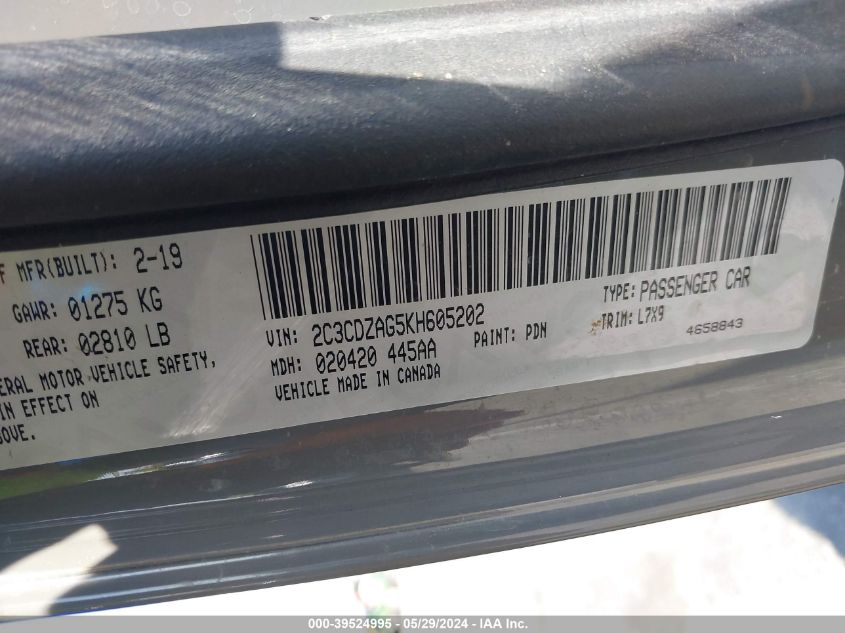 MFR(BUILT): 2-19
GAWR: 01275 KG
REAR: 02810 LB
MOTOR VEHICLE SAFETY,
IN EFFECT ON
VIN: 2C3CDZAG5KH605202
MDH: 020420 445AA
VEHICLE MADE IN CANADA
PAINT: PDN
TYPE: PASSENGER CAR
TRIM: L7X9
4658843
000-39524995 - 05/29/2024 - IAA Inc.